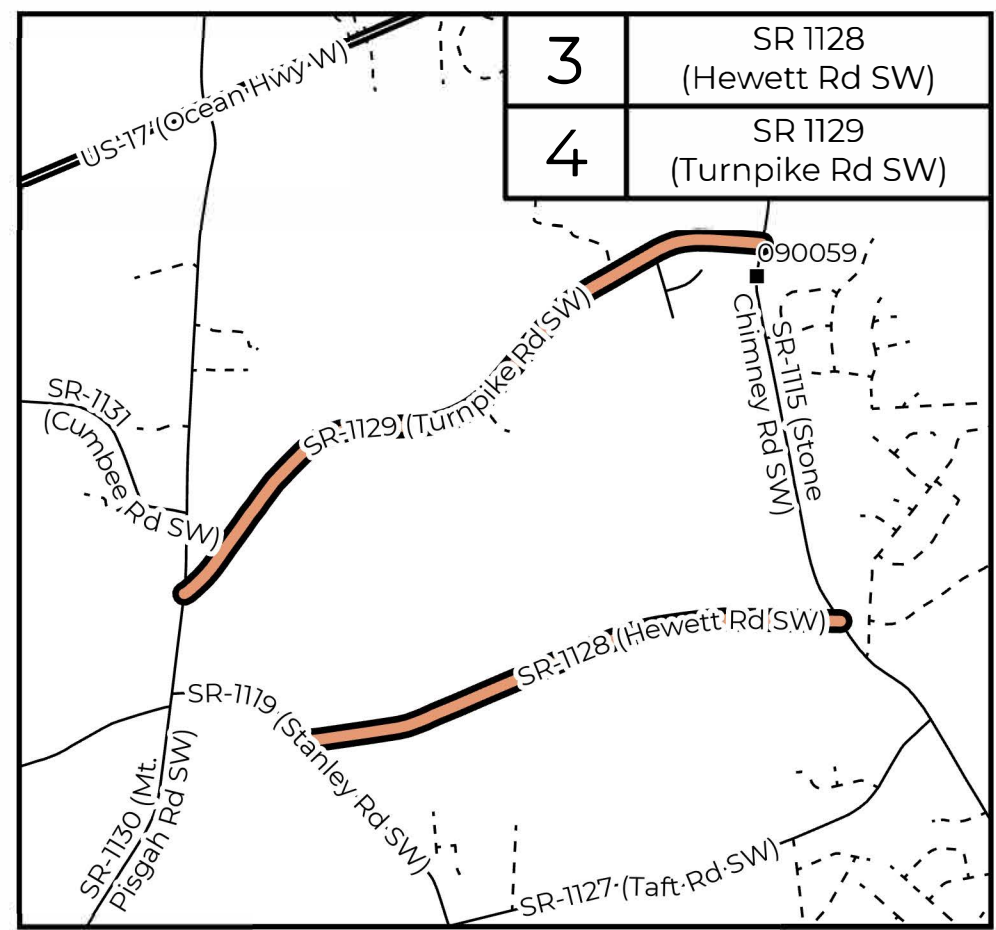 3
SR 1128
(Hewett Rd SW)
4
SR 1129
(Turnpike Rd SW)
US-17 (Ocean Hwy W)
090059
SR-1129 (Turnpike Rd SW)
SR-1115 (Stone
Chimney Rd SW)
SR-1131
(Cumbee Rd SW)
SR-1128 (Hewett Rd SW)
SR-1119 (Stanley Rd SW)
SR-1130 (Mt.
Pisgah Rd SW)
SR-1127 (Taft Rd SW)